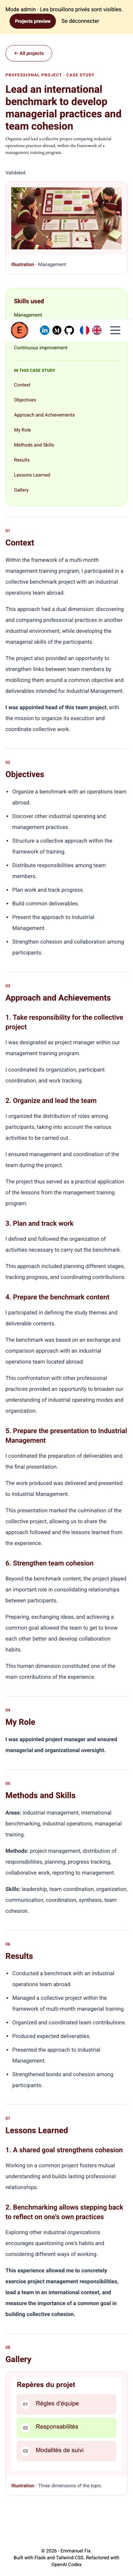 Mode admin · Les brouillons privés sont visibles.
Projects preview
Se déconnecter
← All projects
PROFESSIONAL PROJECT · CASE STUDY
Lead an international
benchmark to develop
managerial practices and
team cohesion
Organize and lead a collective project comparing industrial
operations practices abroad, within the framework of a
management training program.
Validated
Illustration · Management
Skills used
Management
E
in
M
Continuous improvement
IN THIS CASE STUDY
Context
Objectives
Approach and Achievements
My Role
Methods and Skills
Results
Lessons Learned
Gallery
01
Context
Within the framework of a multi-month
management training program, I participated in a
collective benchmark project with an industrial
operations team abroad.
This approach had a dual dimension: discovering
and comparing professional practices in another
industrial environment, while developing the
managerial skills of the participants.
The project also provided an opportunity to
strengthen links between team members by
mobilizing them around a common objective and
deliverables intended for Industrial Management.
I was appointed head of this team project, with
the mission to organize its execution and
coordinate collective work.
02
Objectives
Organize a benchmark with an operations team
abroad.
Discover other industrial operating and
management practices.
Structure a collective approach within the
framework of training.
Distribute responsibilities among team
members.
Plan work and track progress.
Build common deliverables.
Present the approach to Industrial
Management.
Strengthen cohesion and collaboration among
participants.
03
Approach and Achievements
1. Take responsibility for the collective
project
I was designated as project manager within our
management training program.
I coordinated its organization, participant
coordination, and work tracking.
2. Organize and lead the team
I organized the distribution of roles among
participants, taking into account the various
activities to be carried out.
I ensured management and coordination of the
team during the project.
The project thus served as a practical application
of the lessons from the management training
program.
3. Plan and track work
I defined and followed the organization of
activities necessary to carry out the benchmark.
This approach included planning different stages,
tracking progress, and coordinating contributions.
4. Prepare the benchmark content
I participated in defining the study themes and
deliverable contents.
The benchmark was based on an exchange and
comparison approach with an industrial
operations team located abroad.
This confrontation with other professional
practices provided an opportunity to broaden our
understanding of industrial operating modes and
organization.
5. Prepare the presentation to Industrial
Management
I coordinated the preparation of deliverables and
the final presentation.
The work produced was delivered and presented
to Industrial Management.
This presentation marked the culmination of the
collective project, allowing us to share the
approach followed and the lessons learned from
the experience.
6. Strengthen team cohesion
Beyond the benchmark content, the project played
an important role in consolidating relationships
between participants.
Preparing, exchanging ideas, and achieving a
common goal allowed the team to get to know
each other better and develop collaboration
habits.
This human dimension constituted one of the
main contributions of the experience.
04
My Role
I was appointed project manager and ensured
managerial and organizational oversight.
05
Methods and Skills
Areas: industrial management, international
benchmarking, industrial operations, managerial
training.
Methods: project management, distribution of
responsibilities, planning, progress tracking,
collaborative work, reporting to management.
Skills: leadership, team coordination, organization,
communication, coordination, synthesis, team
cohesion.
06
Results
Conducted a benchmark with an industrial
operations team abroad.
Managed a collective project within the
framework of multi-month managerial training.
Organized and coordinated team contributions.
Produced expected deliverables.
Presented the approach to Industrial
Management.
Strengthened bonds and cohesion among
participants.
07
Lessons Learned
1. A shared goal strengthens cohesion
Working on a common project fosters mutual
understanding and builds lasting professional
relationships.
2. Benchmarking allows stepping back
to reflect on one's own practices
Exploring other industrial organizations
encourages questioning one's habits and
considering different ways of working.
This experience allowed me to concretely
exercise project management responsibilities,
lead a team in an international context, and
measure the importance of a common goal in
building collective cohesion.
08
Gallery
Repères du projet
01 Règles d'équipe
02 Responsabilités
03 Modalités de suivi
Illustration · Three dimensions of the topic.
© 2026 · Emmanuel Fix.
Built with Flask and Tailwind CSS. Refactored with
OpenAI Codex